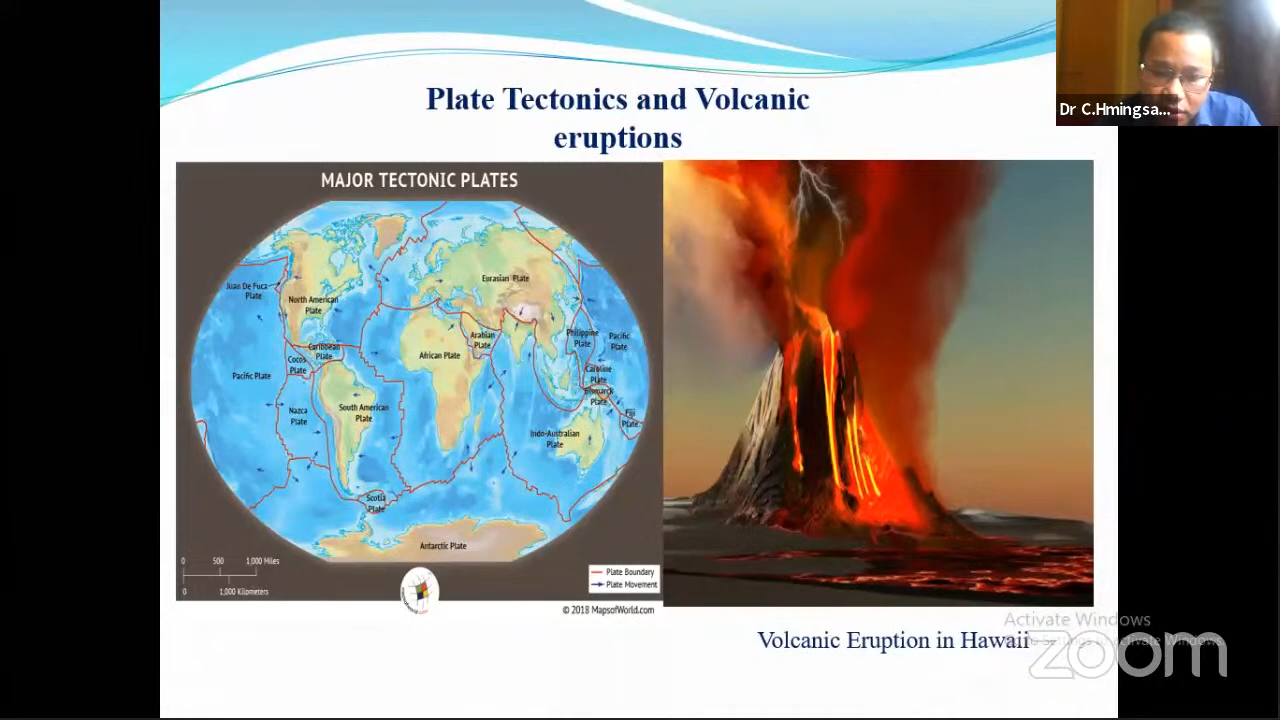 Dr C.Hmingsa...
Plate Tectonics and Volcanic
eruptions
MAJOR TECTONIC PLATES
Juan De Fuca
Plate
North American
Plate
Eurasian Plate
Caribbean
Plate
Cocos
Plate
Arabian
Plate
African Plate
Philippine
Plate
Pacific
Plate
Caroline
Plate
Bismarck
Plate
Pacific Plate
Nazca
Plate
South American
Plate
Fiji
Plate
Indo-Australian
Plate
Scotia
Plate
Antarctic Plate
0 500 1,000 Miles
0 1,000 Kilometers
Plate Boundary
Plate Movement
© 2018 MapsofWorld.com
Volcanic Eruption in Hawaii
Activate Windows
zoom